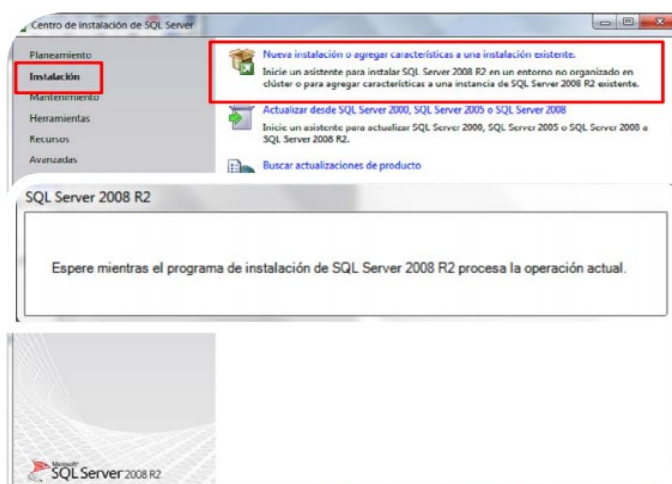 Centro de instalación de SQL Server
Planeamiento
Instalación
Mantenimiento
Herramientas
Recursos
Avanzadas
Nueva instalación o agregar características a una instalación existente.
Inicie un asistente para instalar SQL Server 2008 R2 en un entorno no organizado en
clúster o para agregar características a una instancia de SQL Server 2008 R2 existente.
Actualizar desde SQL Server 2000, SQL Server 2005 o SQL Server 2008
Inicie un asistente para actualizar SQL Server 2000, SQL Server 2005 o SQL Server 2008 a
SQL Server 2008 R2.
Buscar actualizaciones de producto
SQL Server 2008 R2
Espere mientras el programa de instalación de SQL Server 2008 R2 procesa la operación actual.
Microsoft
SQL Server 2008 R2